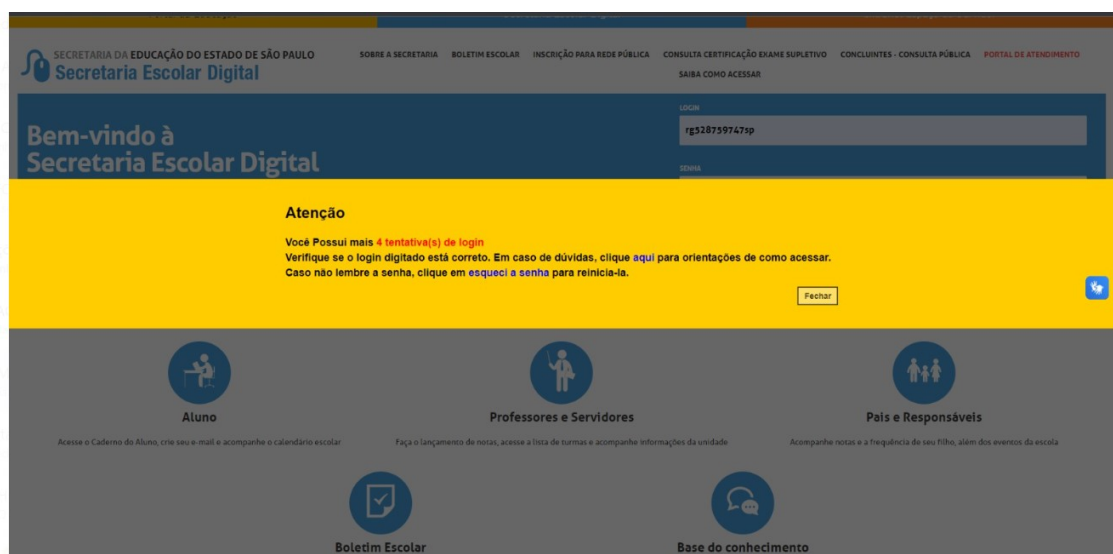 SECRETARIA DA EDUCAÇÃO DO ESTADO DE SÃO PAULO
Secretaria Escolar Digital
SOBRE A SECRETARIA BOLETIM ESCOLAR INSCRIÇÃO PARA REDE PÚBLICA CONSULTA CERTIFICAÇÃO EXAME SUPLETIVO CONCLUINTES - CONSULTA PÚBLICA PORTAL DE ATENDIMENTO
SAIBA COMO ACESSAR
LOGIN
rg528759747sp
Bem-vindo à
Secretaria Escolar Digital
SENHA
Atenção
Você Possui mais 4 tentativa(s) de login
Verifique se o login digitado está correto. Em caso de dúvidas, clique aqui para orientações de como acessar.
Caso não lembre a senha, clique em esqueci a senha para reinicia-la.
Fechar
Aluno
Acesse o Caderno do Aluno, crie seu e-mail e acompanhe o calendário escolar
Professores e Servidores
Faça o lançamento de notas, acesse a lista de turmas e acompanhe informações da unidade
Pais e Responsáveis
Acompanhe notas e a frequência de seu filho, além dos eventos da escola
Boletim Escolar
Base do conhecimento